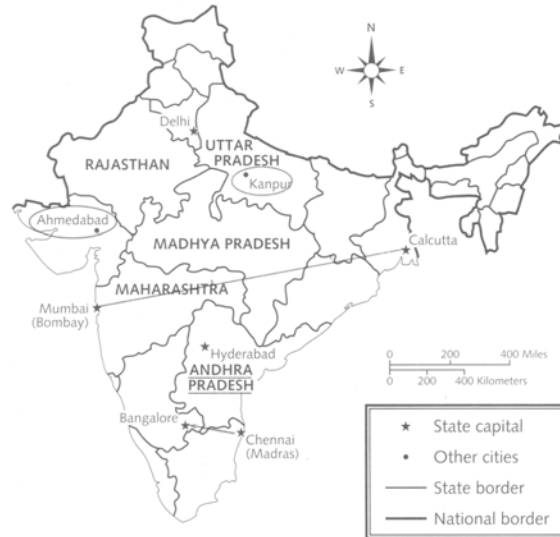 N
W E
S
Delhi
UTTAR
PRADESH
RAJASTHAN
Kanpur
Ahmedabad
MADHYA PRADESH
Calcutta
MAHARASHTRA
Mumbai
(Bombay)
Hyderabad
ANDHRA
PRADESH
0 200 400 Miles
0 200 400 Kilometers
Bangalore
Chennai
(Madras)
State capital
Other cities
State border
National border